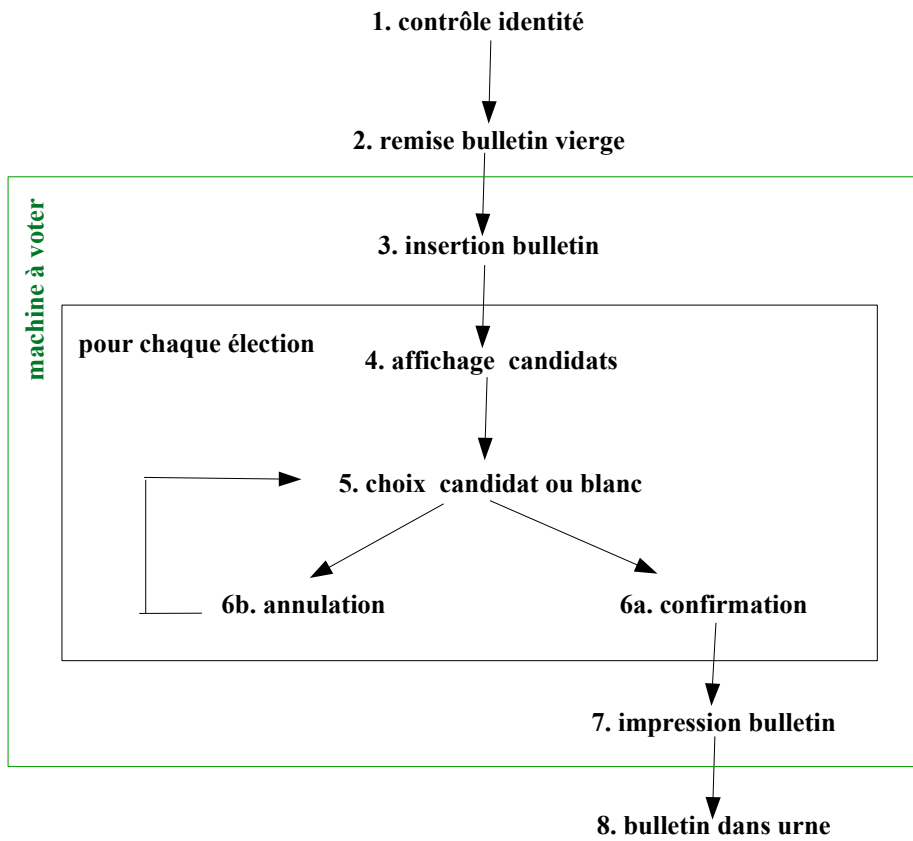 1. contrôle identité
2. remise bulletin vierge
machine à voter
3. insertion bulletin
pour chaque élection
4. affichage candidats
5. choix candidat ou blanc
6b. annulation
6a. confirmation
7. impression bulletin
8. bulletin dans urne